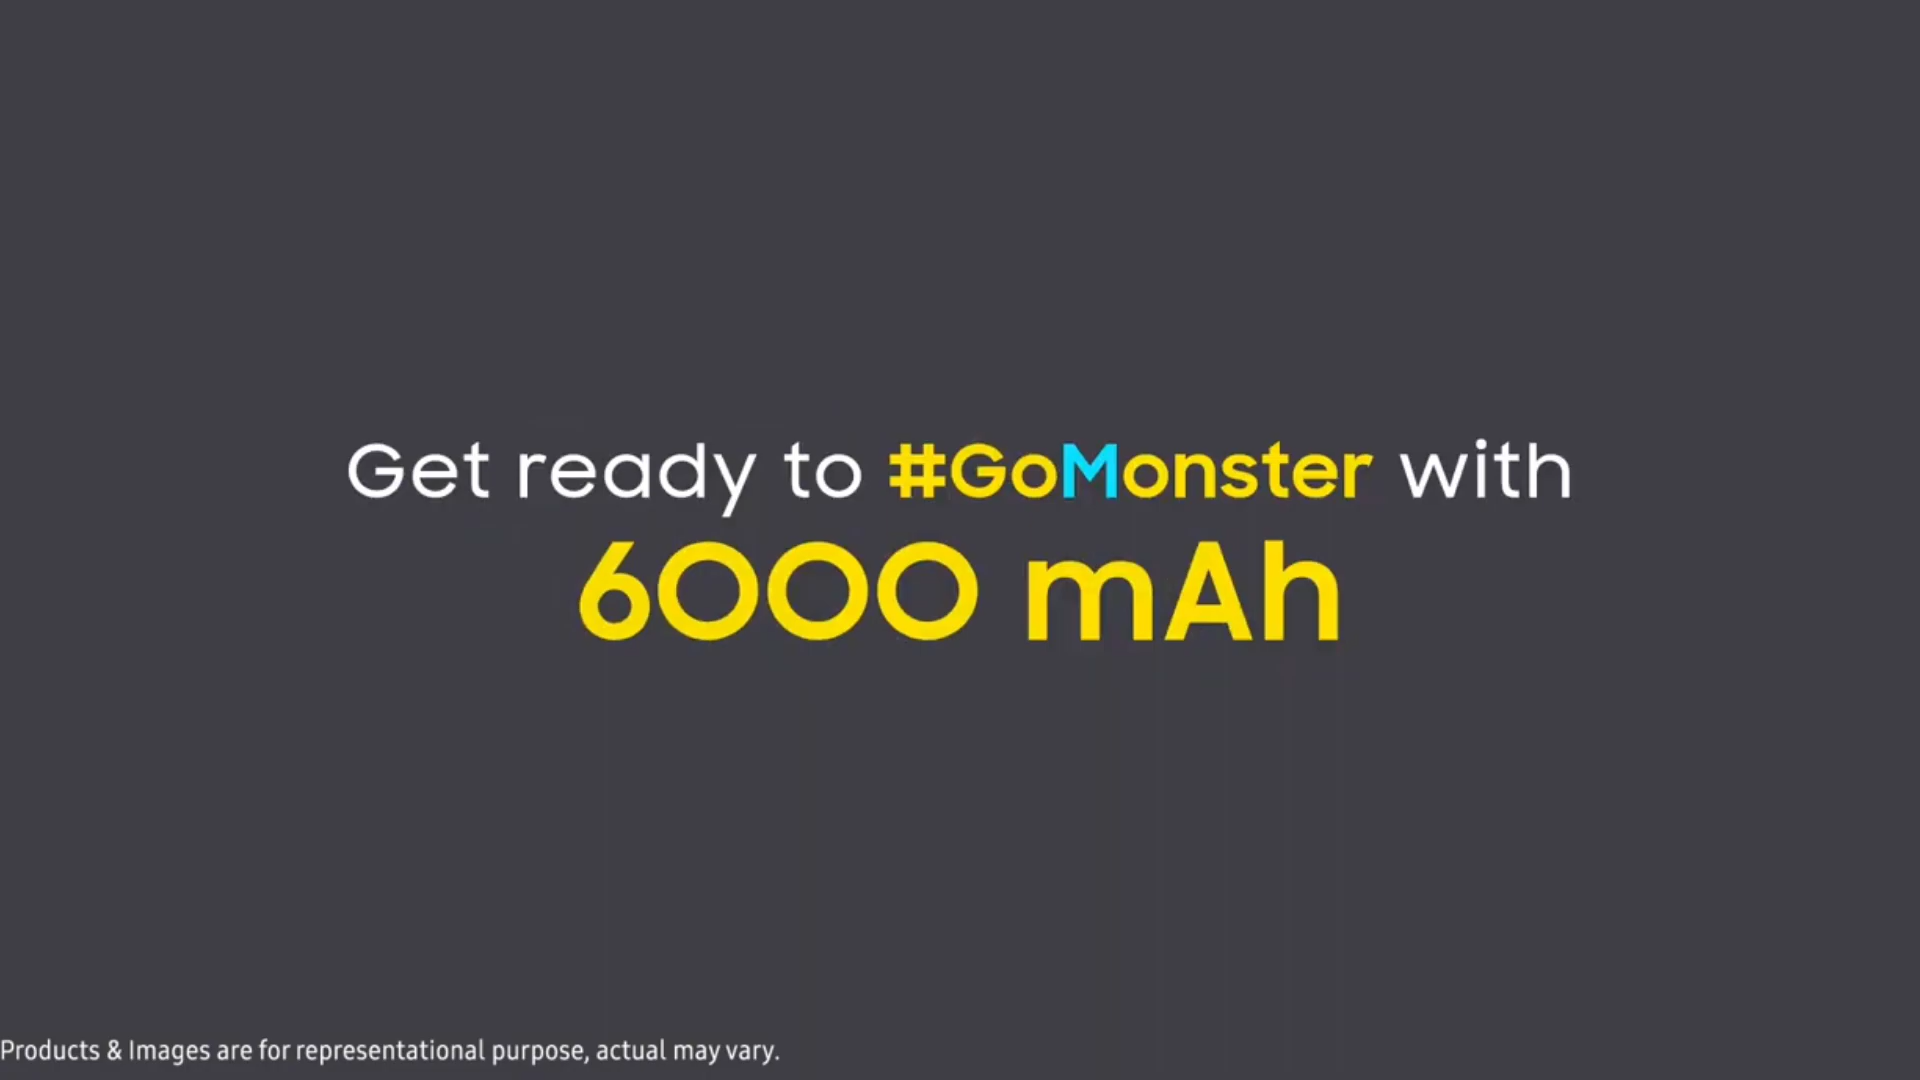 Get ready to #GoMonster with
6000 mAh
Products & Images are for representational purpose, actual may vary.